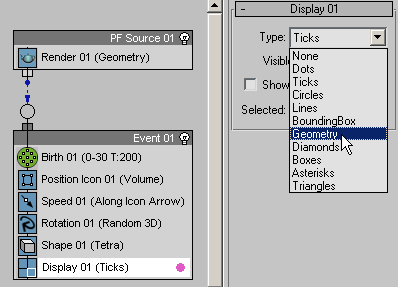 PF Source 01
Render 01 (Geometry)
Event 01
Birth 01 (0-30 T:200)
Position Icon 01 (Volume)
Speed 01 (Along Icon Arrow)
Rotation 01 (Random 3D)
Shape 01 (Tetra)
Display 01 (Ticks)
- Display 01
Type: Ticks
Visible
Show
Selected:
None
Dots
Ticks
Circles
Lines
BoundingBox
Geometry
Diamonds
Boxes
Asterisks
Triangles